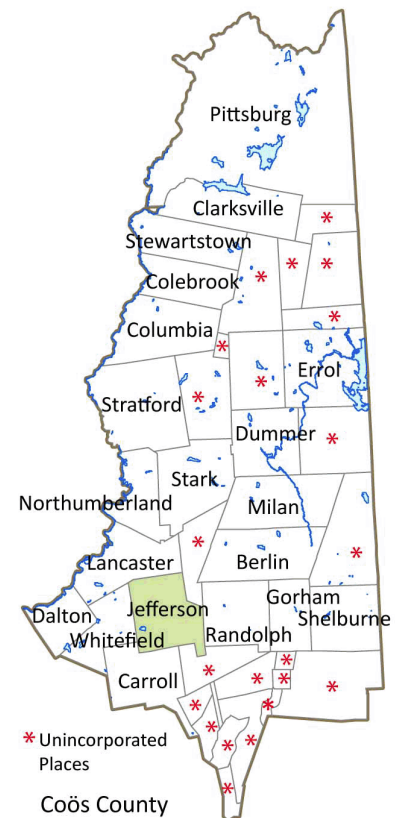 Pittsburg
Clarksville
*
Stewartstown
*
*
*
Colebrook
*
Columbia
*
Errol
*
*
Stratford
Dummer
*
Stark
Northumberland
Milan
*
*
Lancaster
Berlin
Gorham
Jefferson
Dalton
Shelburne
Randolph
Whitefield
*
*
Carroll
*
*
*
*
*
*
* Unincorporated
Places
*
*
*
Coös County